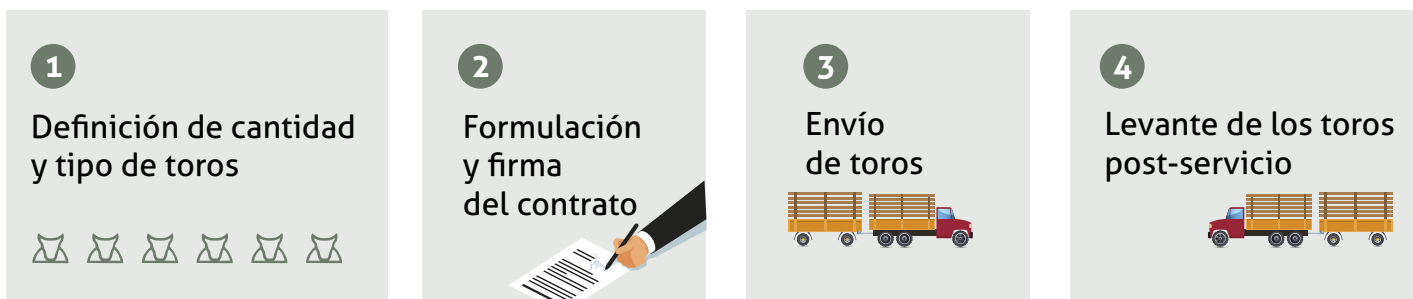 1
Definición de cantidad
y tipo de toros
2
Formulación
y firma
del contrato
3
Envío
de toros
4
Levante de los toros
post-servicio